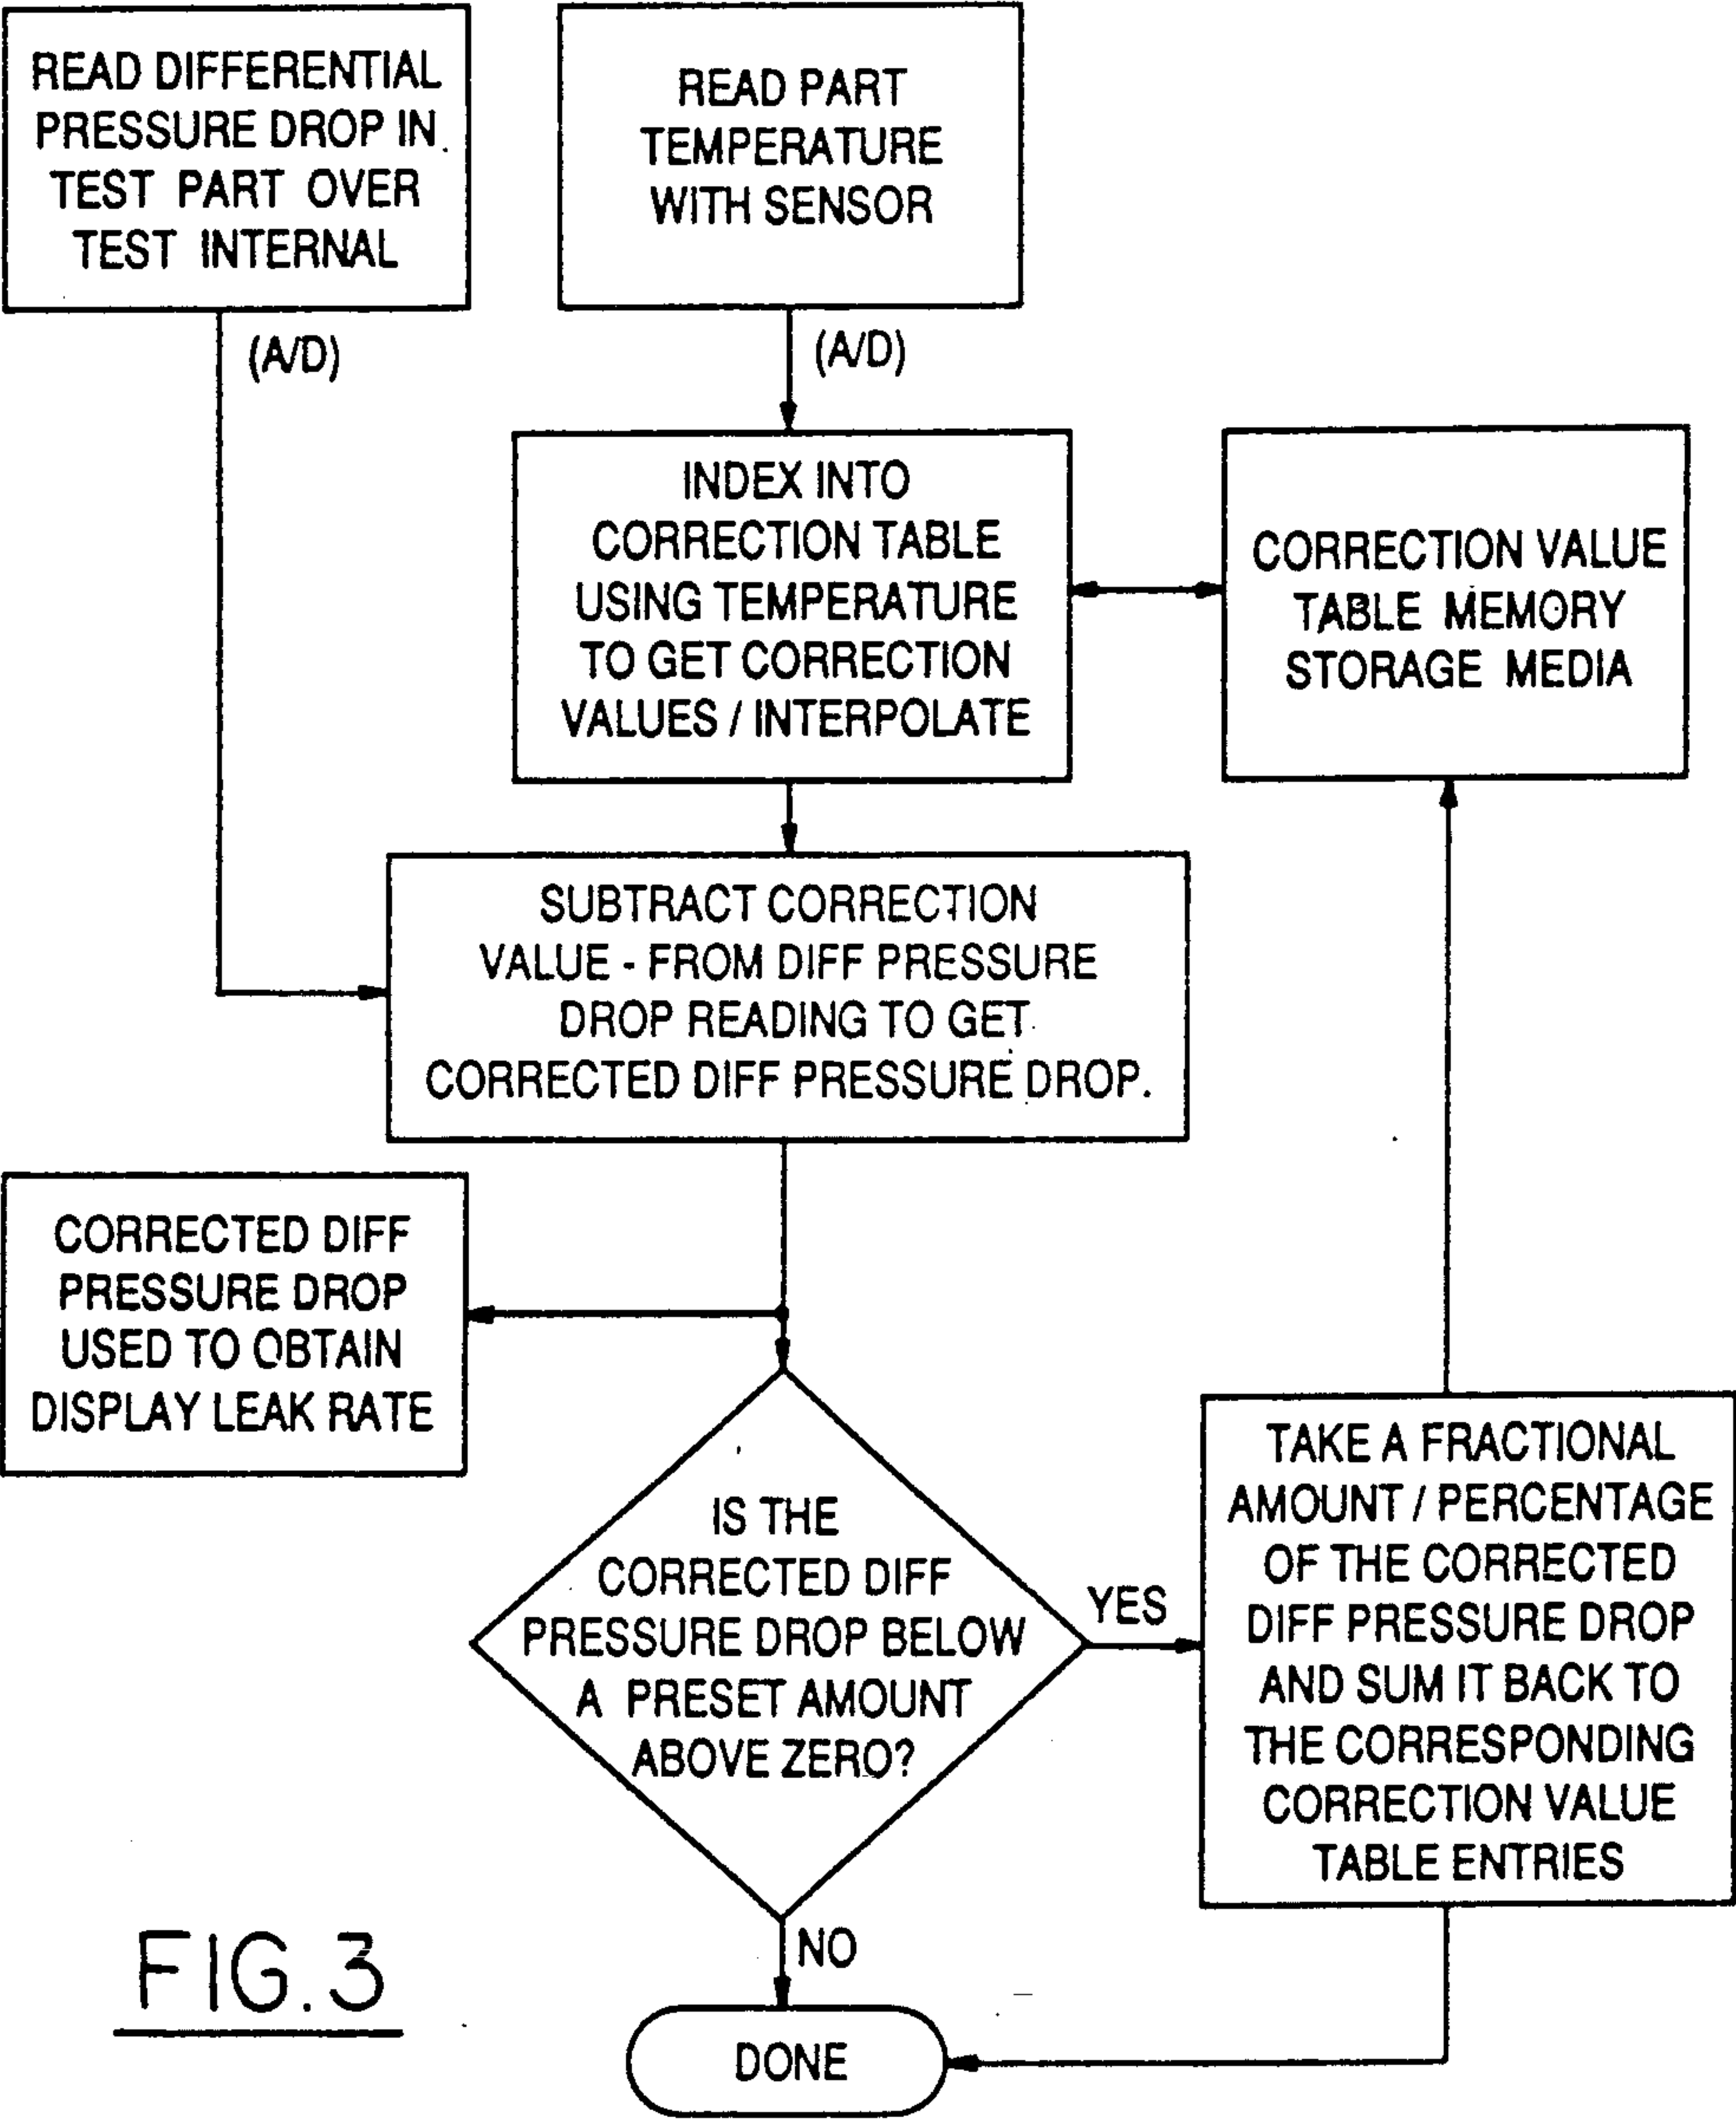 READ DIFFERENTIAL
PRESSURE DROP IN
TEST PART OVER
TEST INTERNAL
READ PART
TEMPERATURE
WITH SENSOR
(A/D)
(A/D)
INDEX INTO
CORRECTION TABLE
USING TEMPERATURE
TO GET CORRECTION
VALUES / INTERPOLATE
CORRECTION VALUE
TABLE MEMORY
STORAGE MEDIA
SUBTRACT CORRECTION
VALUE - FROM DIFF PRESSURE
DROP READING TO GET
CORRECTED DIFF PRESSURE DROP.
CORRECTED DIFF
PRESSURE DROP
USED TO OBTAIN
DISPLAY LEAK RATE
IS THE
CORRECTED DIFF
PRESSURE DROP BELOW
A PRESET AMOUNT
ABOVE ZERO?
YES
TAKE A FRACTIONAL
AMOUNT / PERCENTAGE
OF THE CORRECTED
DIFF PRESSURE DROP
AND SUM IT BACK TO
THE CORRESPONDING
CORRECTION VALUE
TABLE ENTRIES
NO
DONE
FIG.3